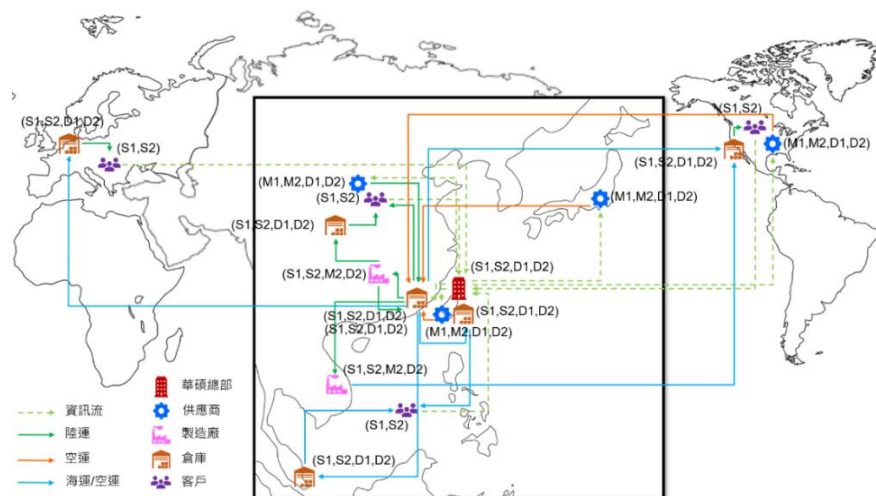 (S1,S2)
(S1,S2,D1,D2)
(S1,S2)
(M1,M2,D1,D2)
(S1,S2,D1,D2)
(M1,M2,D1,D2)
(S1,S2)
(M1,M2,D1,D2)
(S1,S2,D1,D2)
(S1,S2,M2,D2)
(S1,S2,D1,D2)
(S1,S2,D1,D2)
(S1,S2,D1,D2)
(S1,S2,D1,D2)
(M1,M2,D1,D2)
(S1,S2,M2,D2)
(S1,S2)
(S1,S2,D1,D2)
華碩總部
資訊流
供應商
陸運
製造廠
空運
倉庫
海運/空運
客戶